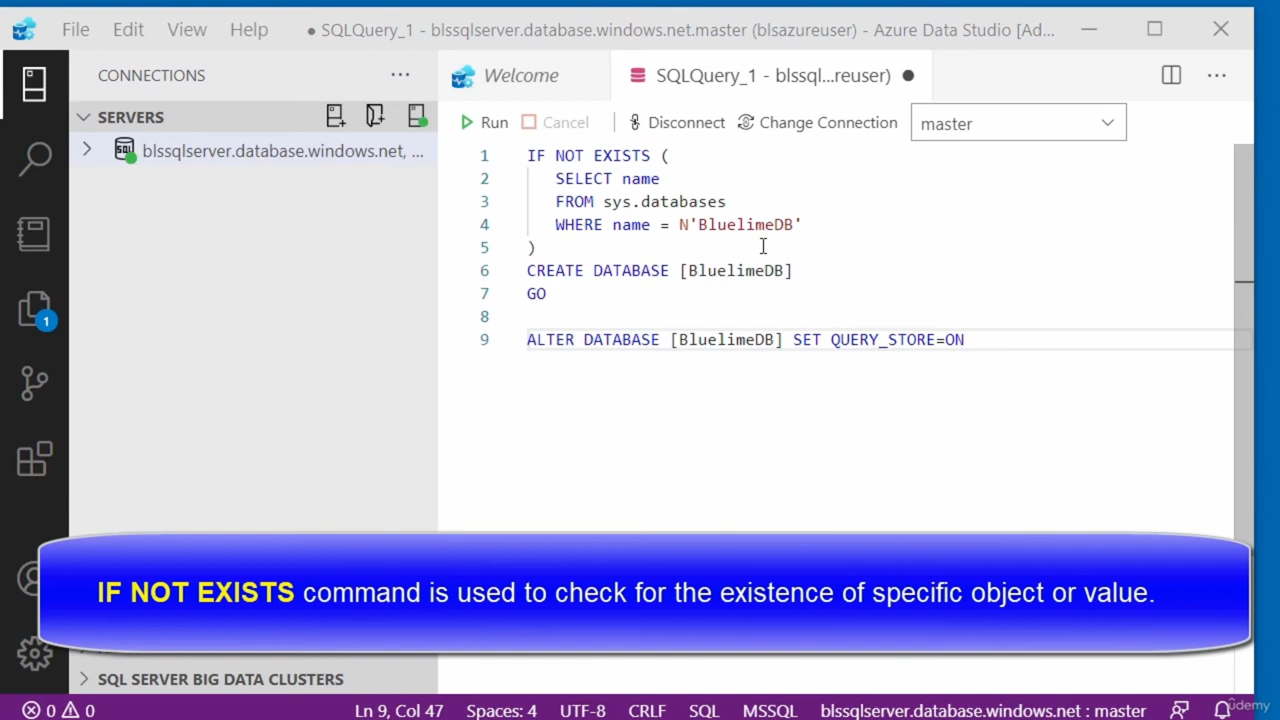 File Edit View Help ● SQLQuery_1 - blssqlserver.database.windows.net.master (blsazureuser) - Azure Data Studio [Ad...
CONNECTIONS
SERVERS
blssqlserver.database.windows.net, ...
SQL SERVER BIG DATA CLUSTERS
Welcome SQLQuery_1 - blssql...reuser) ●
Run Cancel Disconnect Change Connection master
1 IF NOT EXISTS (
2 SELECT name
3 FROM sys.databases
4 WHERE name = N'BluelimeDB'
5 )
6 CREATE DATABASE [BluelimeDB]
7 GO
8
9 ALTER DATABASE [BluelimeDB] SET QUERY_STORE=ON
1
IF NOT EXISTS command is used to check for the existence of specific object or value.
0 0 Ln 9, Col 47 Spaces: 4 UTF-8 CRLF SQL MSSQL blssqlserver.database.windows.net : master
ûdemy